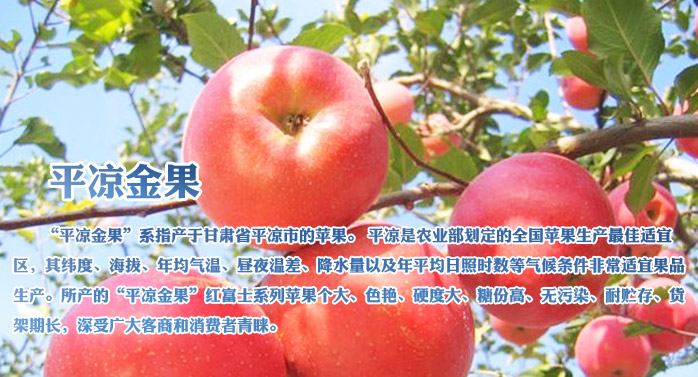 平凉金果
“平凉金果”系指产于甘肃省平凉市的苹果。 平凉是农业部划定的全国苹果生产最佳适宜
区，其纬度、海拔、年均气温、昼夜温差、降水量以及年平均日照时数等气候条件非常适宜果品
生产。所产的“平凉金果”红富士系列苹果个大、色艳、硬度大、糖份高、无污染、耐贮存、货
架期长，深受广大客商和消费者青睐。